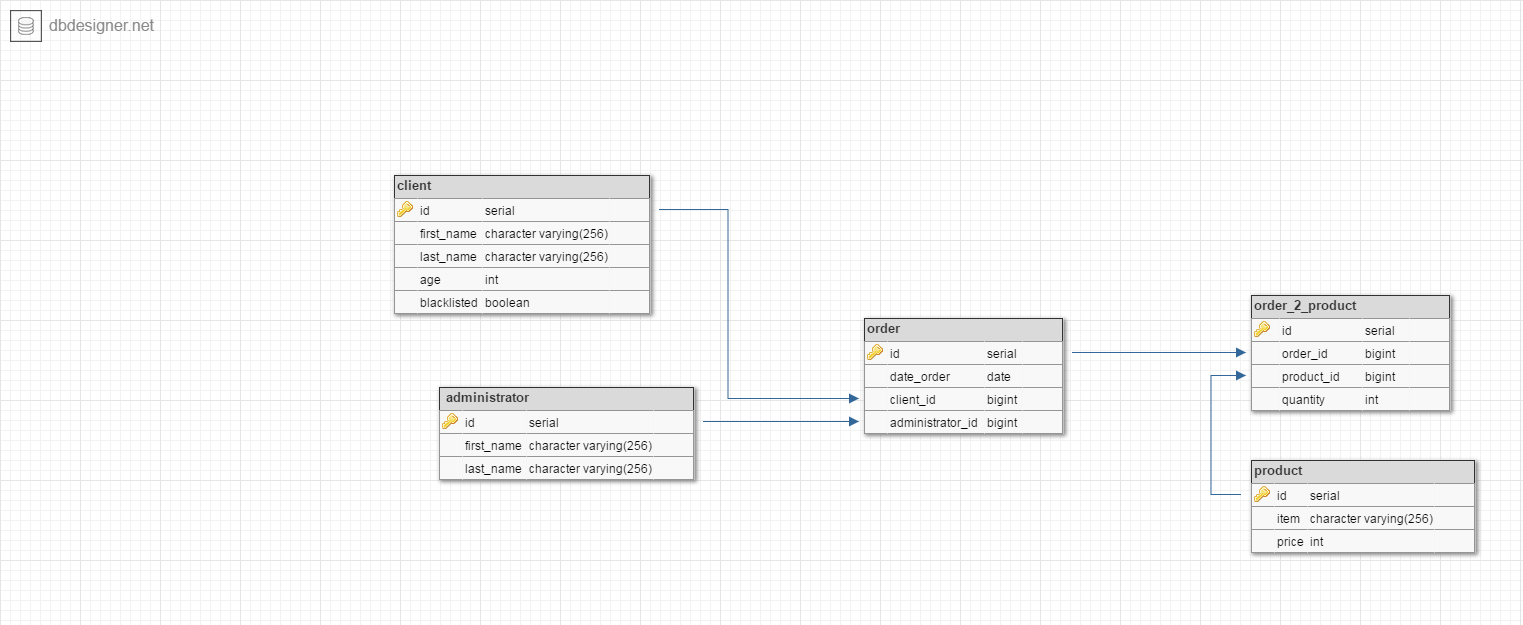 dbdesigner.net
client
id serial
first_name character varying(256)
last_name character varying(256)
age int
blacklisted boolean
administrator
id serial
first_name character varying(256)
last_name character varying(256)
order
id serial
date_order date
client_id bigint
administrator_id bigint
order_2_product
id serial
order_id bigint
product_id bigint
quantity int
product
id serial
item character varying(256)
price int